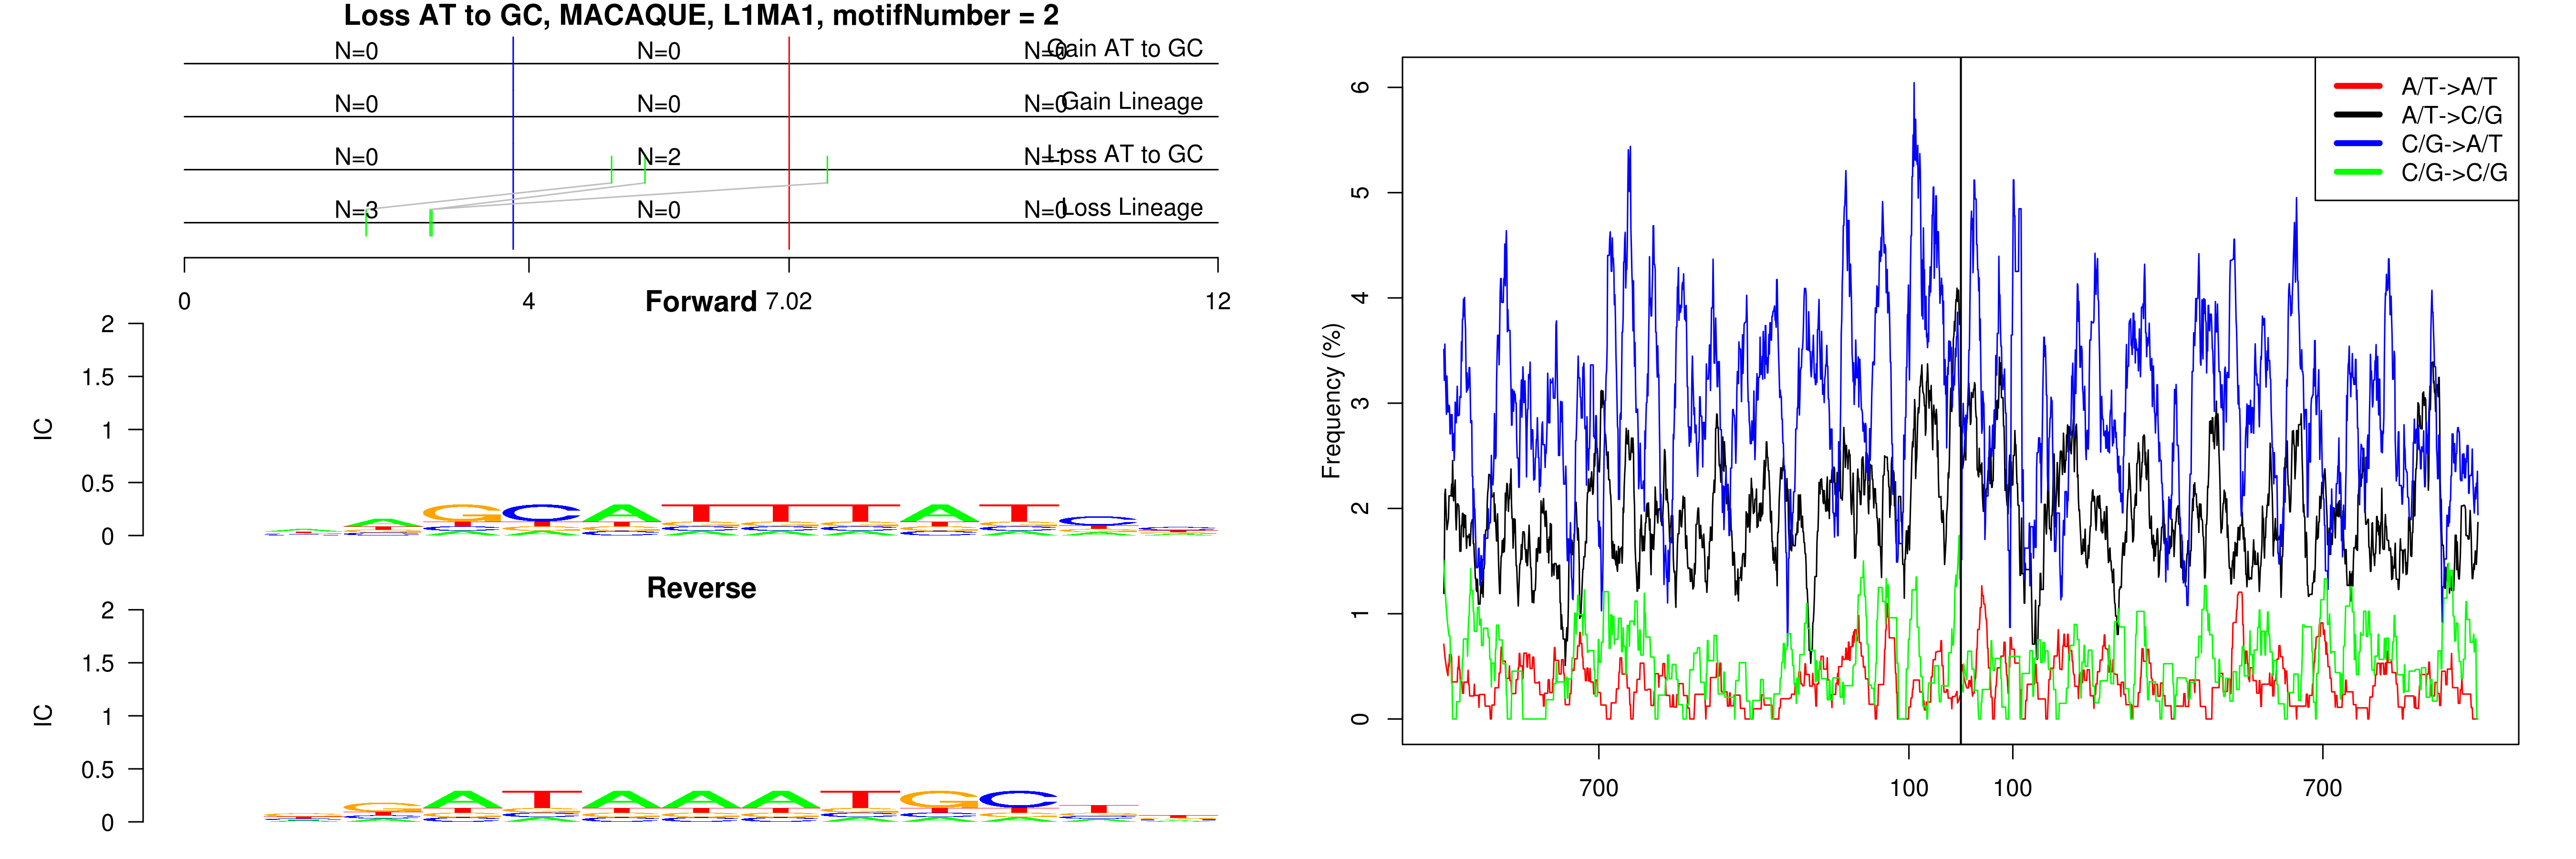 Loss AT to GC, MACAQUE, L1MA1, motifNumber = 2
N=0 N=0 N=0 Gain AT to GC
N=0 N=0 N=0 Gain Lineage
N=0 N=2 N=1 Loss AT to GC
N=3 N=0 N=0 Loss Lineage
0 4 7.02 12
Forward
2
1.5
1
0.5
0
IC
A G C A T T T A T C
Reverse
2
1.5
1
0.5
0
IC
G A T A A A T G C T
6
5
4
3
2
1
0
Frequency (%)
A/T->A/T
A/T->C/G
C/G->A/T
C/G->C/G
700 100 100 700